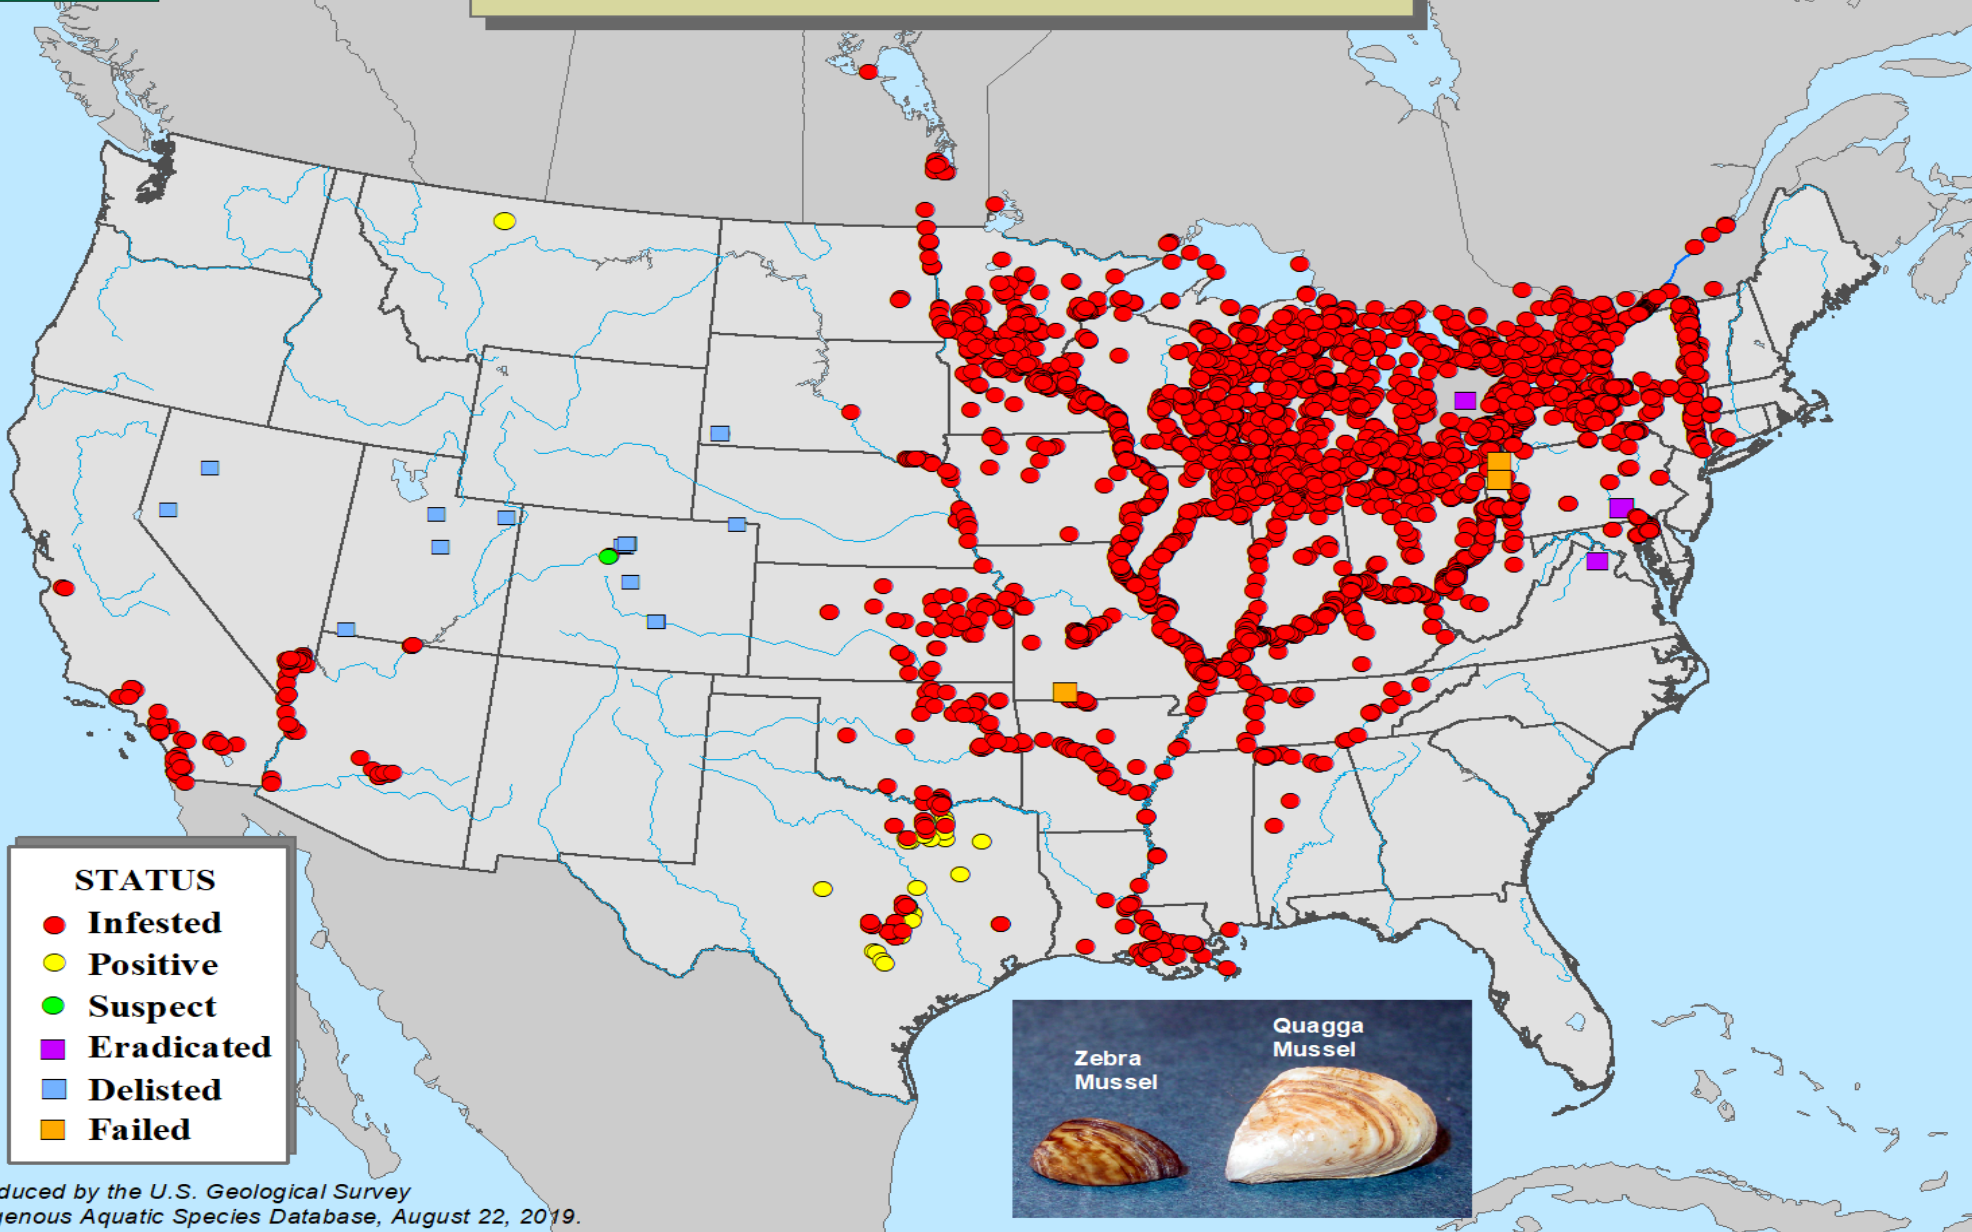 STATUS
Infested
Positive
Suspect
Eradicated
Delisted
Failed
Zebra
Mussel
Quagga
Mussel
duced by the U.S. Geological Survey
genous Aquatic Species Database, August 22, 2019.